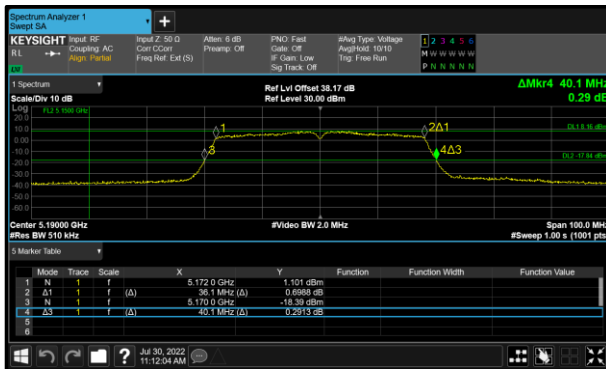 Spectrum Analyzer 1
Swept SA
KEYSIGHT Input: RF Input Z: 50 Ω Atten: 6 dB PNO: Fast #Avg Type: Voltage 1 2 3 4 5 6
R L Coupling: AC Corr CCorr Preamp: Off Gate: Off Avg|Hold: 10/10 M W W W W W
Align: Partial Freq Ref: Ext (S) IF Gain: Low Trig: Free Run
Sig Track: Off P N N N N N
1 Spectrum Ref Lvl Offset 38.17 dB ΔMkr4 40.1 MHz
Scale/Div 10 dB Ref Level 30.00 dBm 0.29 dB
Log
20.0
10.0
0.00
-10.0
-20.0
-30.0
-40.0
-50.0
-60.0
1
2Δ1
DL1 8.16 dBm
3
4Δ3
Center 5.19000 GHz #Video BW 2.0 MHz Span 100.0 MHz
#Res BW 510 kHz #Sweep 1.00 s (1001 pts)
5 Marker Table
Mode Trace Scale X Y Function Function Width Function Value
1 N 1 f 5.172 0 GHz 1.101 dBm
2 Δ1 1 f (Δ) 36.1 MHz (Δ) 0.6988 dB
3 N 1 f 5.170 0 GHz -18.39 dBm
4 Δ3 1 f (Δ) 40.1 MHz (Δ) 0.2913 dB
5
6
? Jul 30, 2022
11:12:04 AM